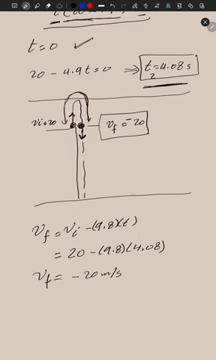 t=0 ✓
20 - 4.9t=0 ⇒ t=4.08 s
2
vi=20
vf=-20
vf = vi -(9.8)(t)
= 20 -(9.8)(4.08)
vf = -20 m/s